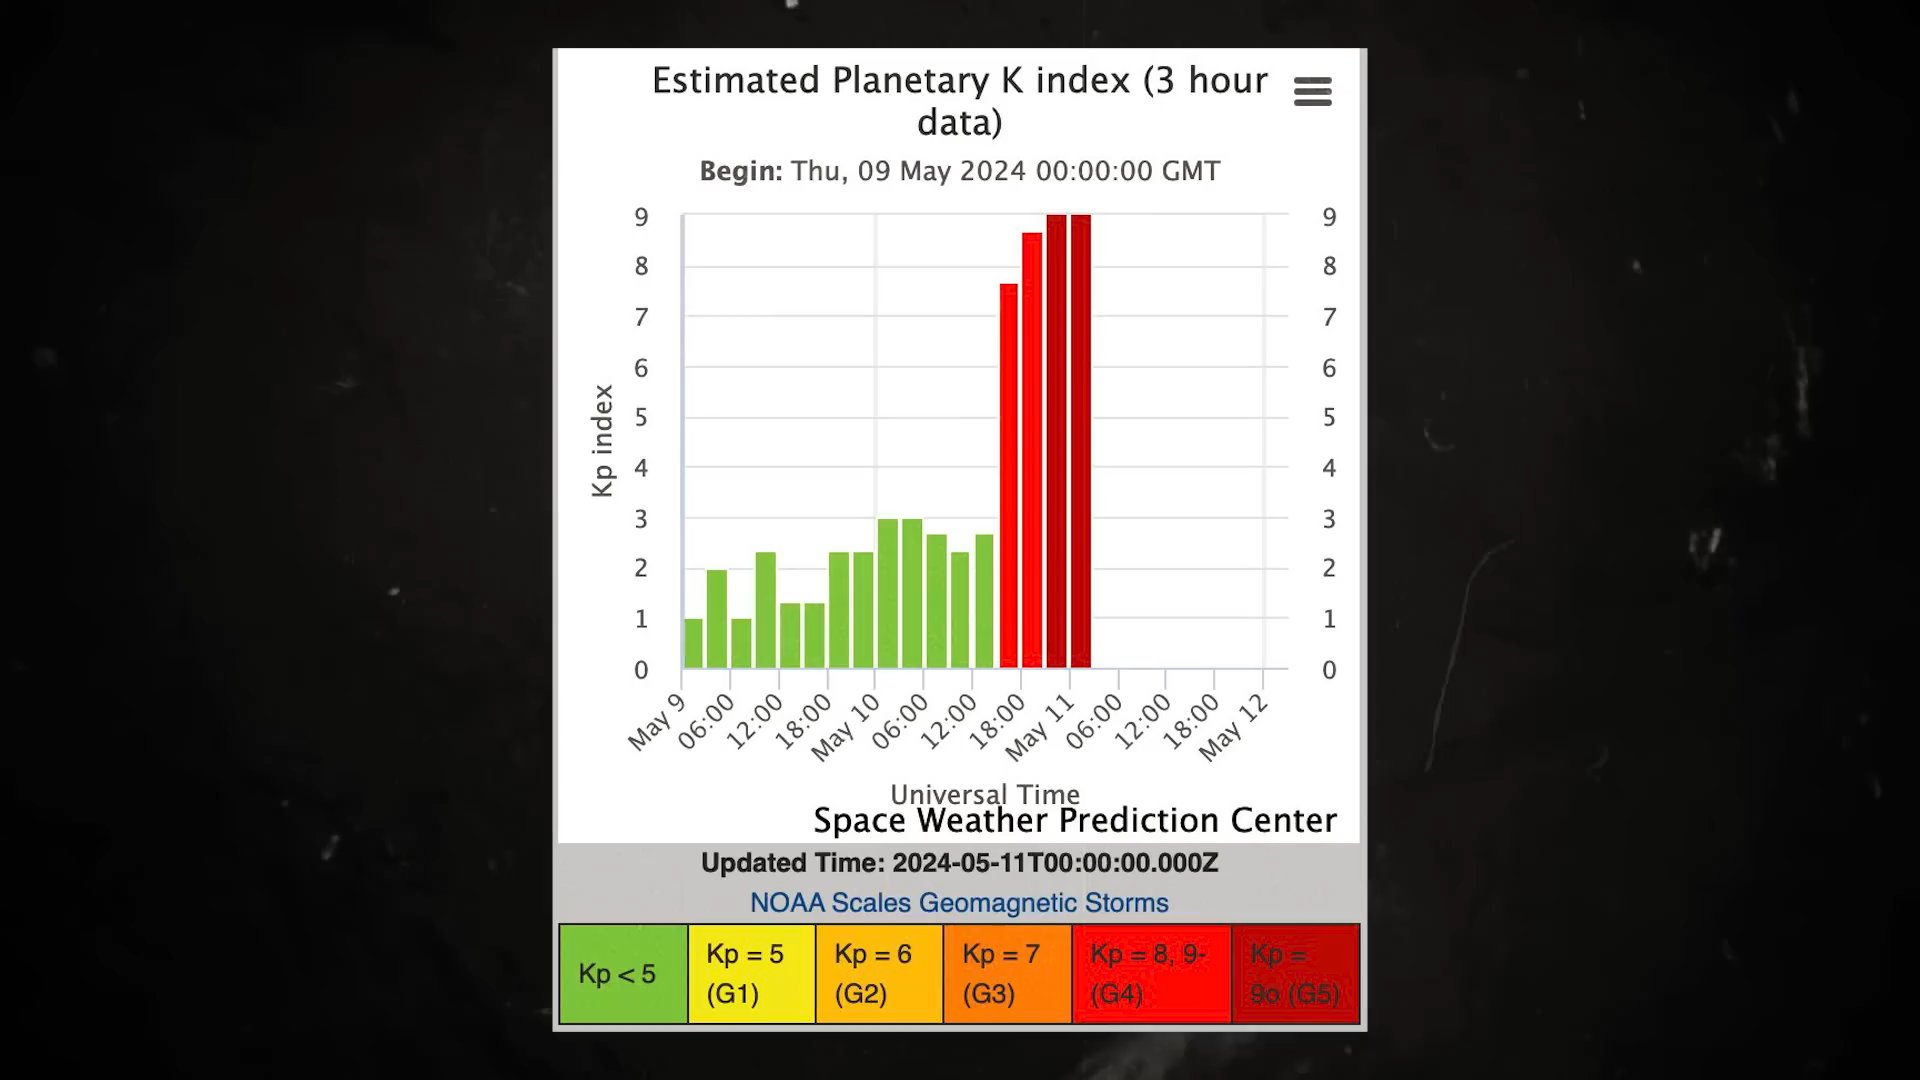 Estimated Planetary K index (3 hour
data)
Begin: Thu, 09 May 2024 00:00:00 GMT
9 9
8 8
7 7
6 6
5 5
4 4
3 3
2 2
1 1
0 0
Kp index
May 9 06:00 12:00 18:00 May 10 06:00 12:00 18:00 May 11 06:00 12:00 18:00 May 12
Universal Time
Space Weather Prediction Center
Updated Time: 2024-05-11T00:00:00.000Z
NOAA Scales Geomagnetic Storms
Kp < 5
Kp = 5
(G1)
Kp = 6
(G2)
Kp = 7
(G3)
Kp = 8, 9-
(G4)
Kp =
9o (G5)